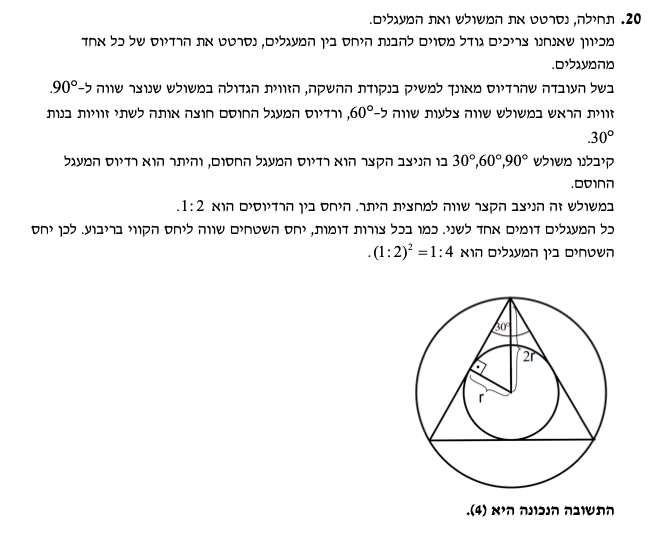 20. תחילה, נסרטט את המשולש ואת המעגלים.
מכיוון שאנחנו צריכים גודל מסוים להבנת היחס בין המעגלים, נסרטט את הרדיוס של כל אחד
מהמעגלים.
בשל העובדה שהרדיוס מאונך למשיק בנקודת ההשקה, הזווית הגדולה במשולש שנוצר שווה ל-90°.
זווית הראש במשולש שווה צלעות שווה ל-60°, ורדיוס המעגל החוסם חוצה אותה לשתי זוויות בנות
30°.
קיבלנו משולש 30°,60°,90° בו הניצב הקצר הוא רדיוס המעגל החסום, והיתר הוא רדיוס המעגל
החוסם.
במשולש זה הניצב הקצר שווה למחצית היתר. היחס בין הרדיוסים הוא 1:2.
כל המעגלים דומים אחד לשני. כמו בכל צורות דומות, יחס השטחים שווה ליחס הקווי בריבוע. לכן יחס
השטחים בין המעגלים הוא (1:2)² = 1:4.
30°
2r
r
התשובה הנכונה היא (4).